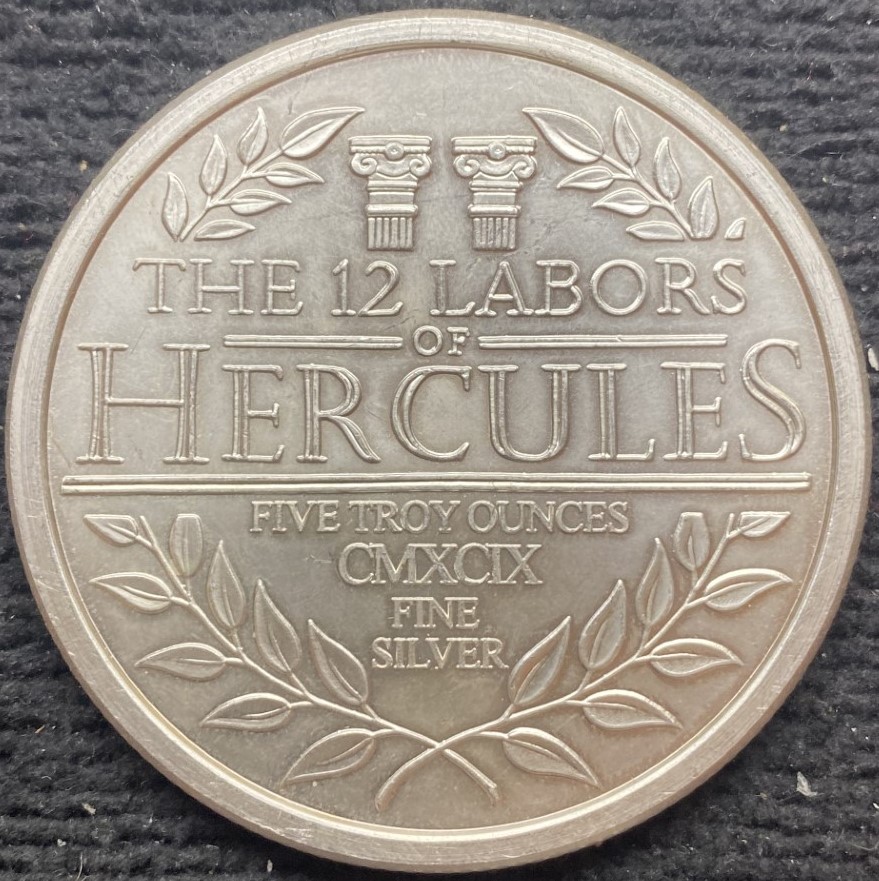 THE 12 LABORS
OF
HERCULES
FIVE TROY OUNCES
CMXCIX
FINE
SILVER